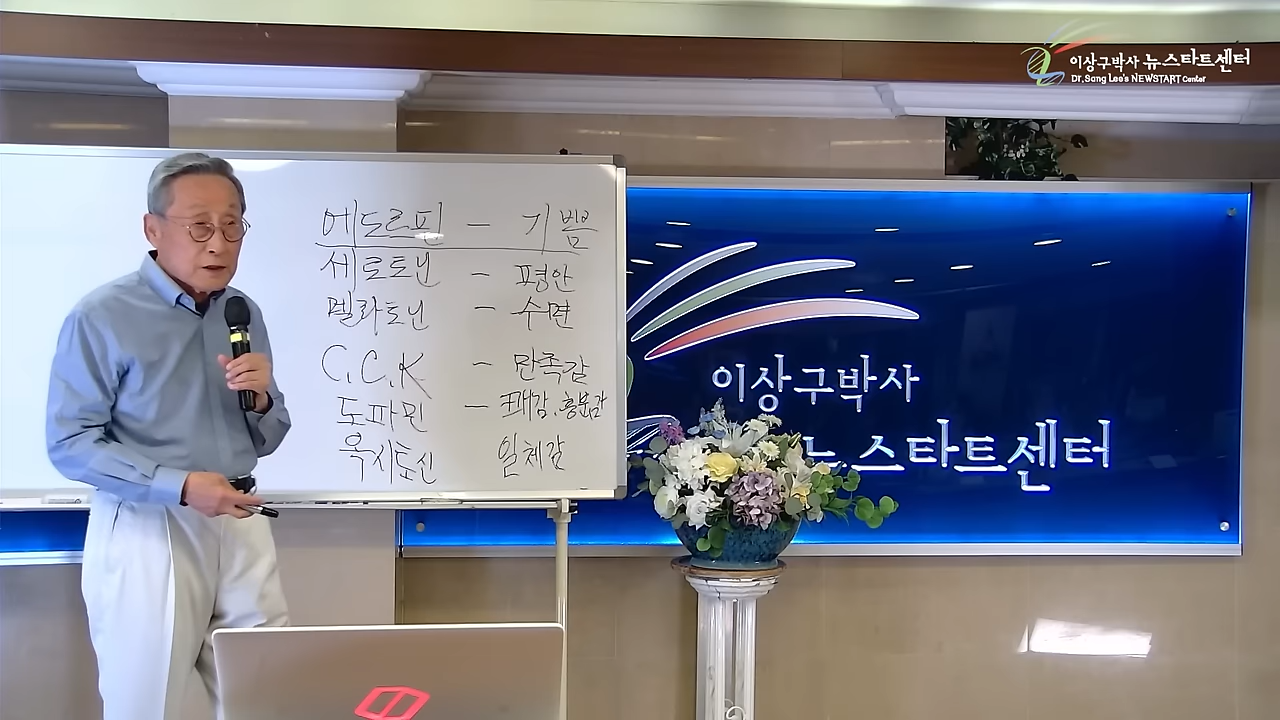 이상구박사 뉴스타트센터
Dr. Sang Lee's NEWSTART Center
에도르핀 - 기쁨
세로토닌 - 평안
멜라토닌 - 수면
C.C.K - 만족감
도파민 - 쾌감, 흥분감
옥시토신 일체감
이상구박사
뉴스타트센터